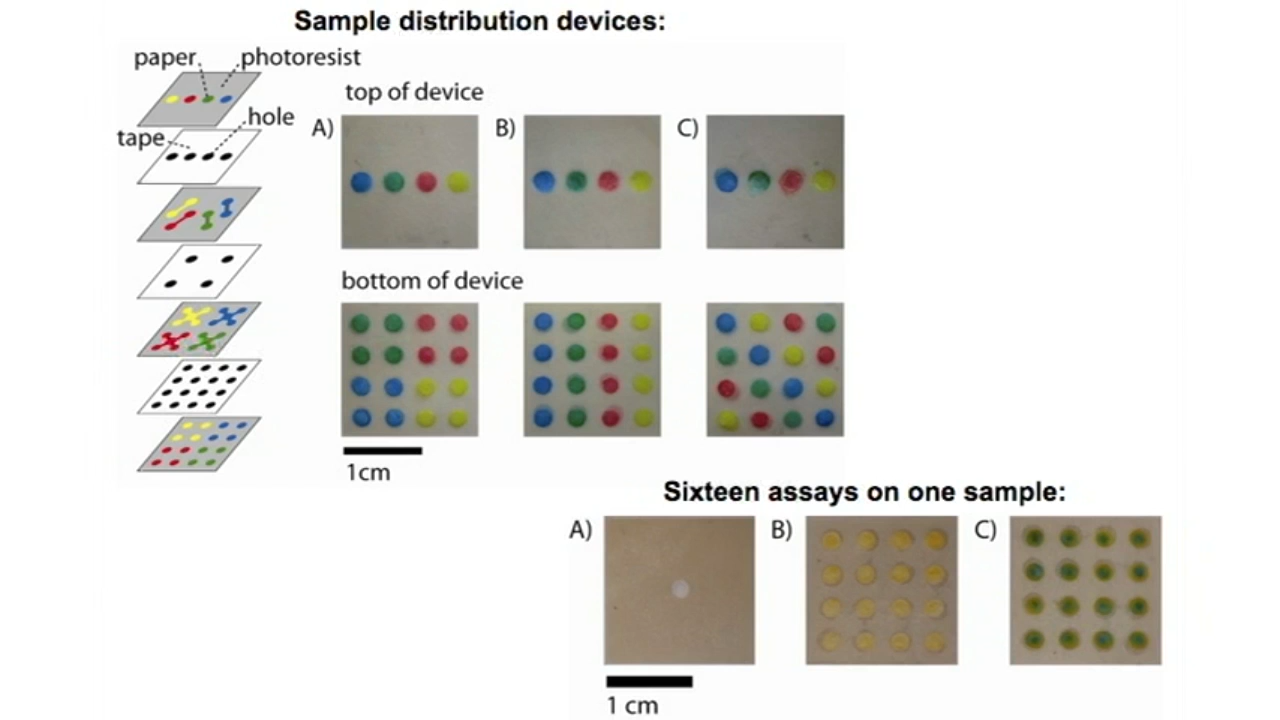 Sample distribution devices:
paper
photoresist
tape
hole
top of device
A)
B)
C)
bottom of device
1cm
Sixteen assays on one sample:
A)
B)
C)
1 cm